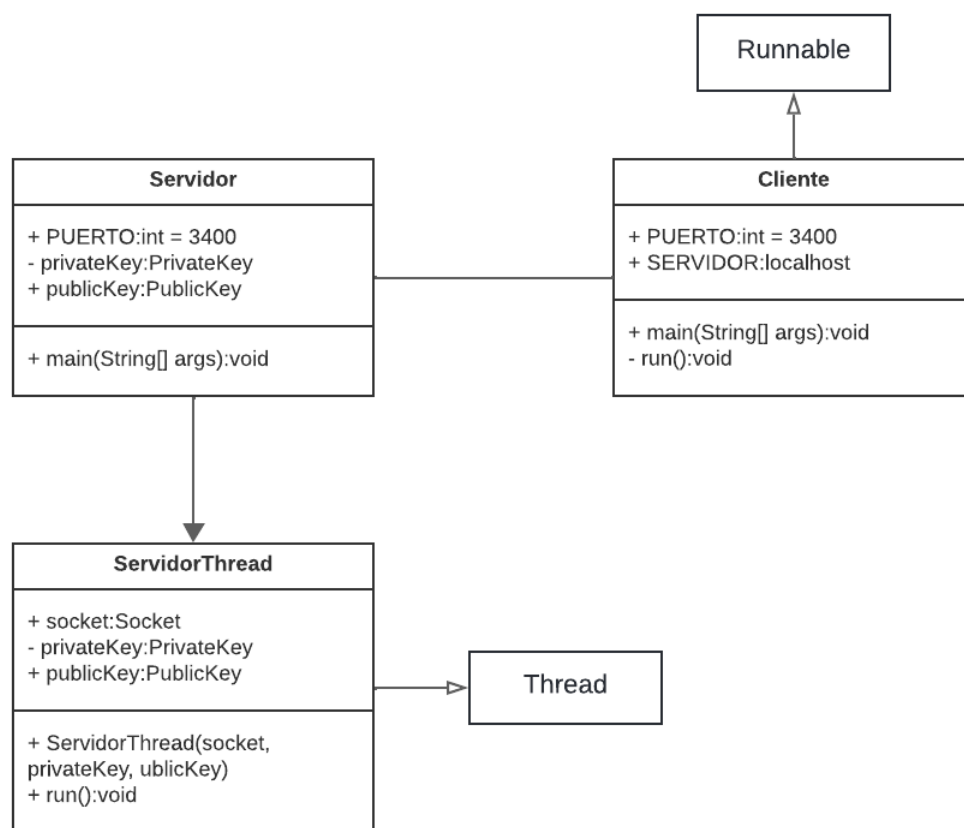 Runnable
Servidor
+ PUERTO:int = 3400
- privateKey:PrivateKey
+ publicKey:PublicKey
+ main(String[] args):void
Cliente
+ PUERTO:int = 3400
+ SERVIDOR:localhost
+ main(String[] args):void
- run():void
ServidorThread
+ socket:Socket
- privateKey:PrivateKey
+ publicKey:PublicKey
+ ServidorThread(socket,
privateKey, ublicKey)
+ run():void
Thread